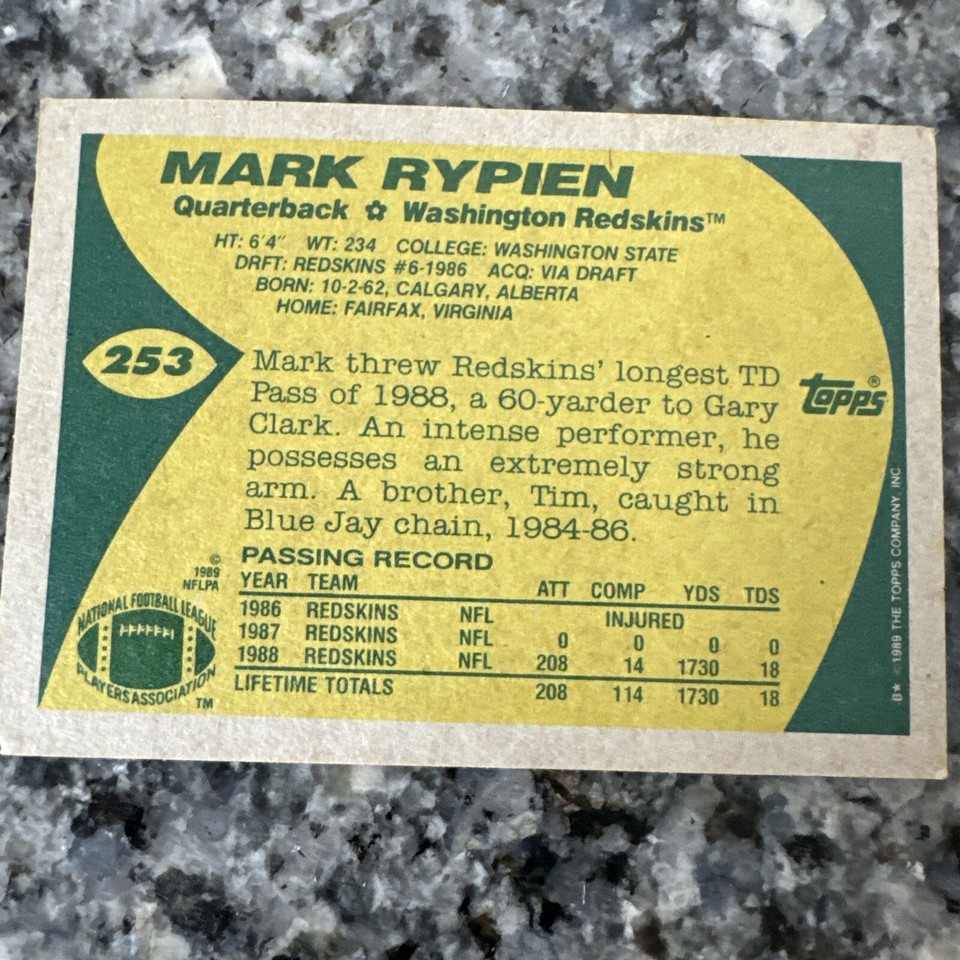 MARK RYPIEN
Quarterback ✿ Washington Redskins™
HT: 6'4" WT: 234 COLLEGE: WASHINGTON STATE
DRFT: REDSKINS #6-1986 ACQ: VIA DRAFT
BORN: 10-2-62, CALGARY, ALBERTA
HOME: FAIRFAX, VIRGINIA
253
Mark threw Redskins' longest TD
Pass of 1988, a 60-yarder to Gary
Clark. An intense performer, he
possesses an extremely strong
arm. A brother, Tim, caught in
Blue Jay chain, 1984-86.
topps®
PASSING RECORD
YEAR TEAM ATT COMP YDS TDS
1986 REDSKINS NFL INJURED
1987 REDSKINS NFL 0 0 0 0
1988 REDSKINS NFL 208 14 1730 18
LIFETIME TOTALS 208 114 1730 18
©
1989
NFLPA
NATIONAL FOOTBALL LEAGUE
PLAYERS ASSOCIATION
TM
B* © 1989 THE TOPPS COMPANY, INC